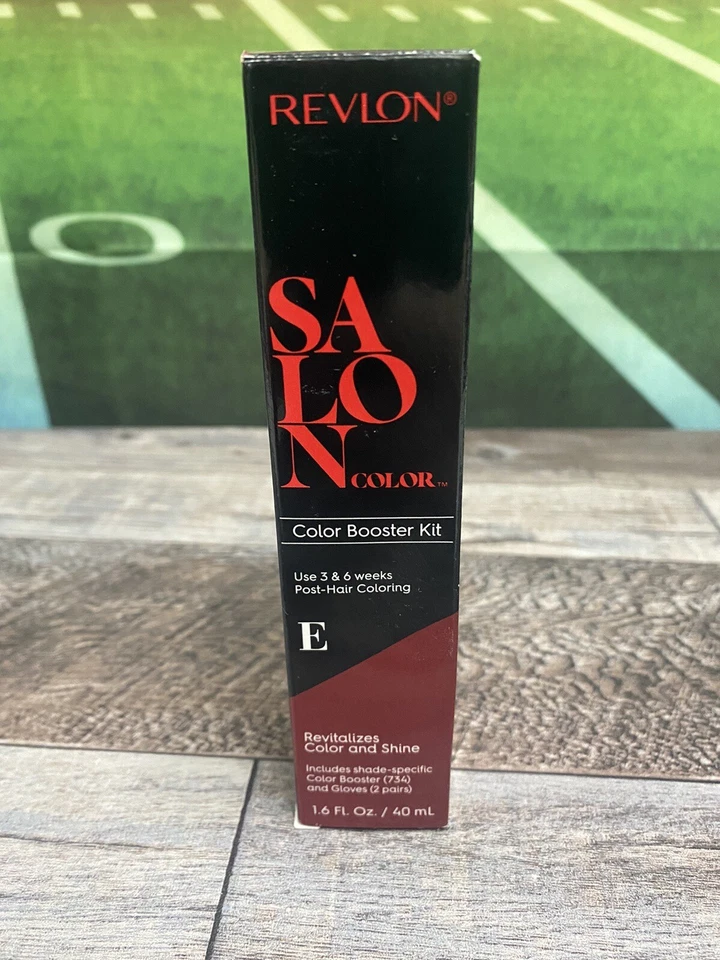 REVLON®
SA
LO
N COLOR™
Color Booster Kit
Use 3 & 6 weeks
Post-Hair Coloring
E
Revitalizes
Color and Shine
Includes shade-specific
Color Booster (734)
and Gloves (2 pairs)
1.6 Fl. Oz. / 40 mL